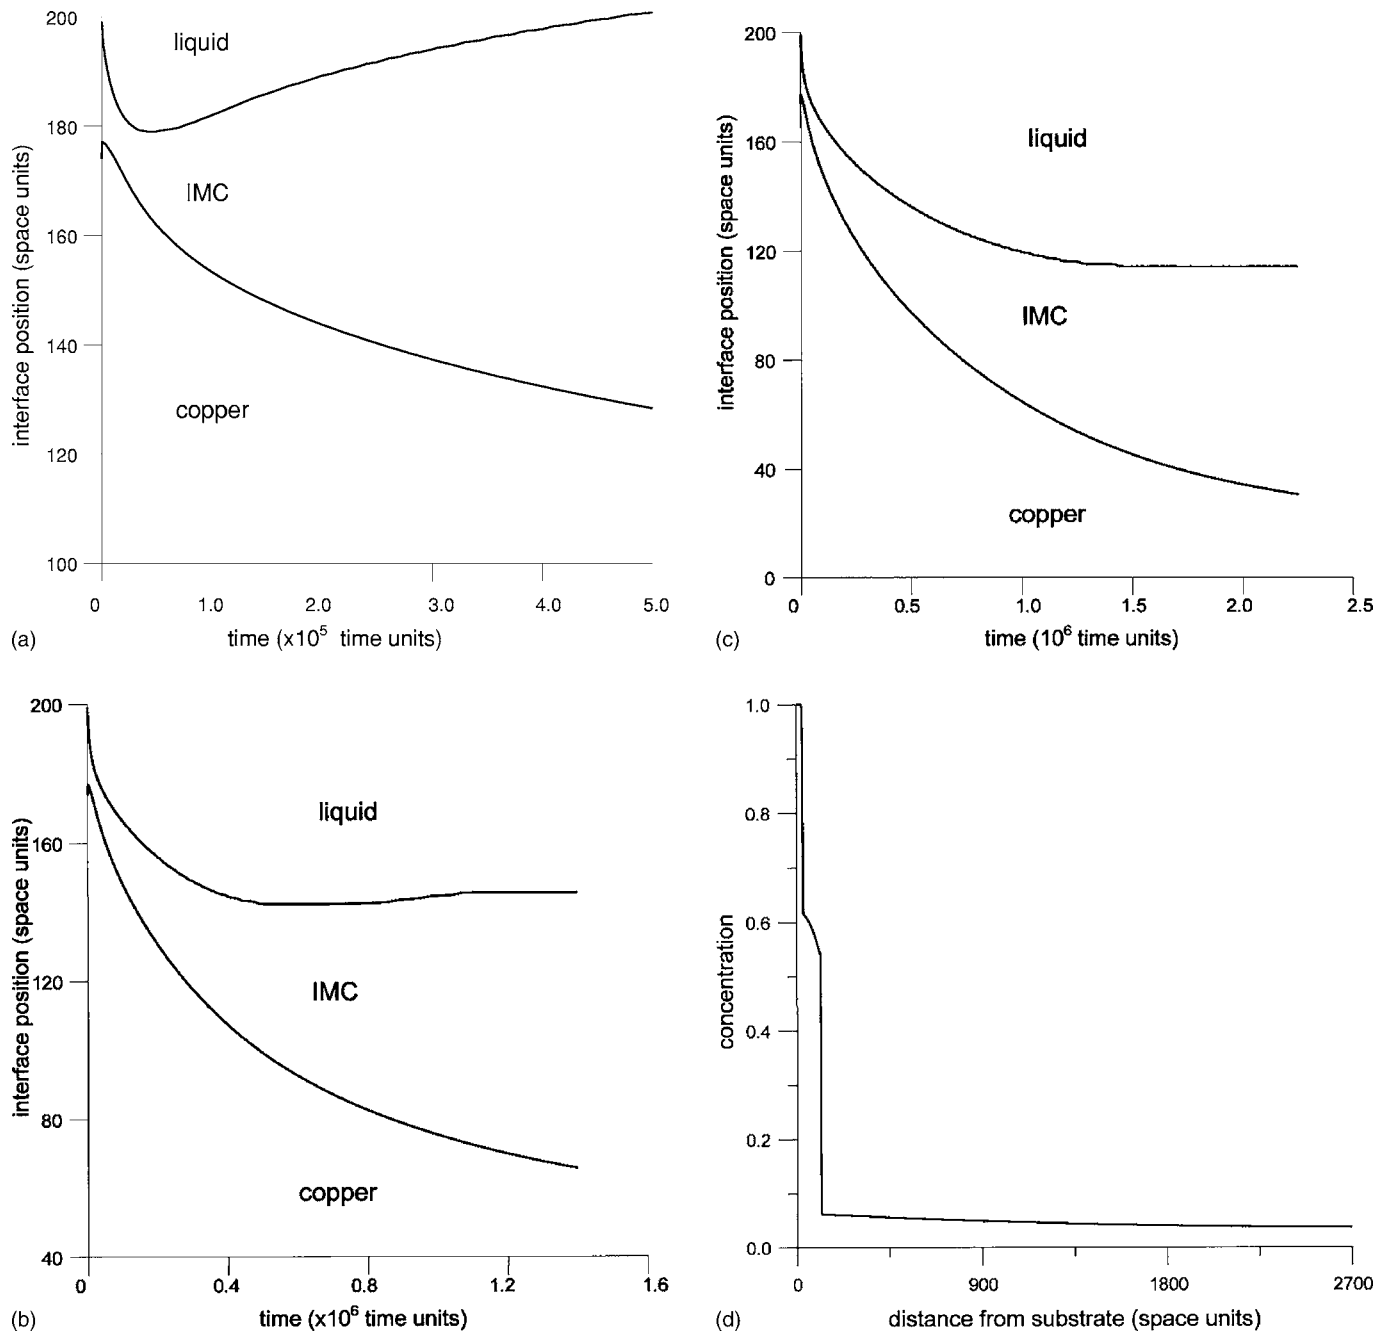 200
liquid
180
IMC
160
140
copper
120
100
0 1.0 2.0 3.0 4.0 5.0
interface position (space units)
(a) time (x10⁵ time units)
200
liquid
160
120
IMC
80
40
copper
0
0 0.5 1.0 1.5 2.0 2.5
interface position (space units)
(c) time (10⁶ time units)
200
liquid
160
120
IMC
80
copper
40
0 0.4 0.8 1.2 1.6
interface position (space units)
(b) time (x10⁶ time units)
1.0
0.8
0.6
0.4
0.2
0.0
0 900 1800 2700
concentration
(d) distance from substrate (space units)